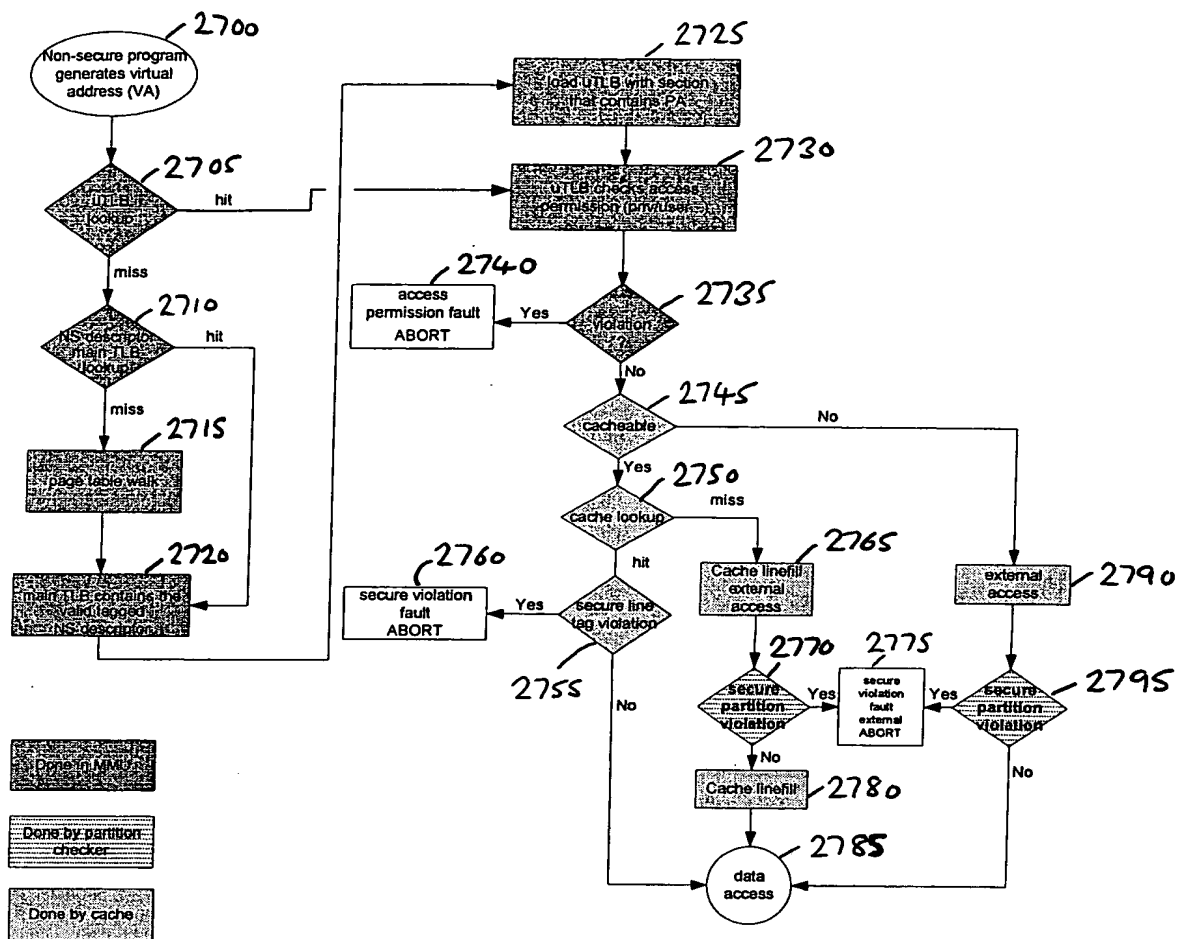 2700
Non-secure program
generates virtual
address (VA)
2705
uTLB
lookup
hit
miss
2710
NS descriptor
main TLB
lookup
hit
miss
2715
page table walk
2720
main TLB contains the
valid tagged
NS descriptor
2725
load uTLB with section
that contains PA
2730
uTLB checks access
permission (priv/user
2735
violation
?
Yes
2740
access
permission fault
ABORT
No
2745
cacheable
No
Yes
2750
cache lookup
miss
hit
2755
secure line
tag violation
Yes
2760
secure violation
fault
ABORT
No
2765
Cache linefill
external
access
2770
secure
partition
violation
Yes
2775
secure
violation
fault
external
ABORT
No
2780
Cache linefill
2785
data
access
2790
external
access
2795
secure
partition
violation
Yes
No
Done in MMU
Done by partition
checker
Done by cache